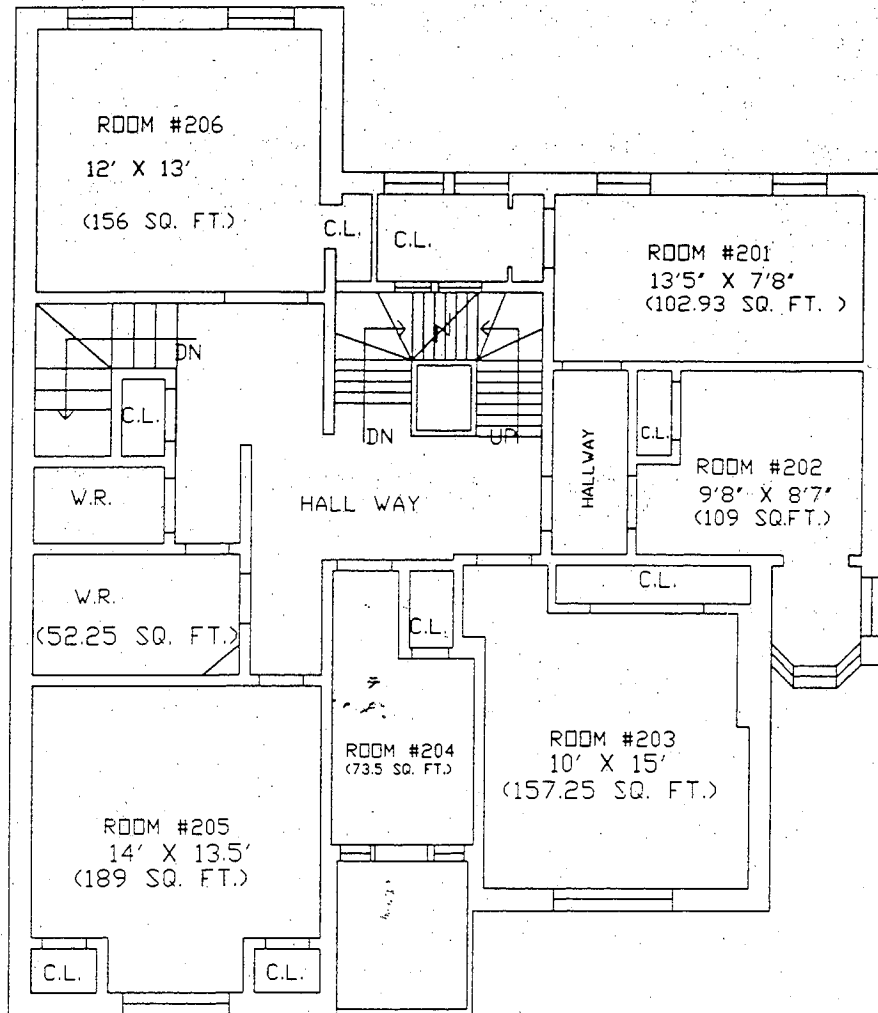 ROOM #206
12' X 13'
(156 SQ. FT.)
C.L.
C.L.
ROOM #201
13'5" X 7'8"
(102.93 SQ. FT. )
DN
C.L.
DN
UP
HALLWAY
C.L.
ROOM #202
9'8" X 8'7"
(109 SQ.FT.)
W.R.
HALL WAY
W.R.
(52.25 SQ. FT.)
C.L.
C.L.
ROOM #204
(73.5 SQ. FT.)
ROOM #203
10' X 15'
(157.25 SQ. FT.)
ROOM #205
14' X 13.5'
(189 SQ. FT.)
C.L.
C.L.